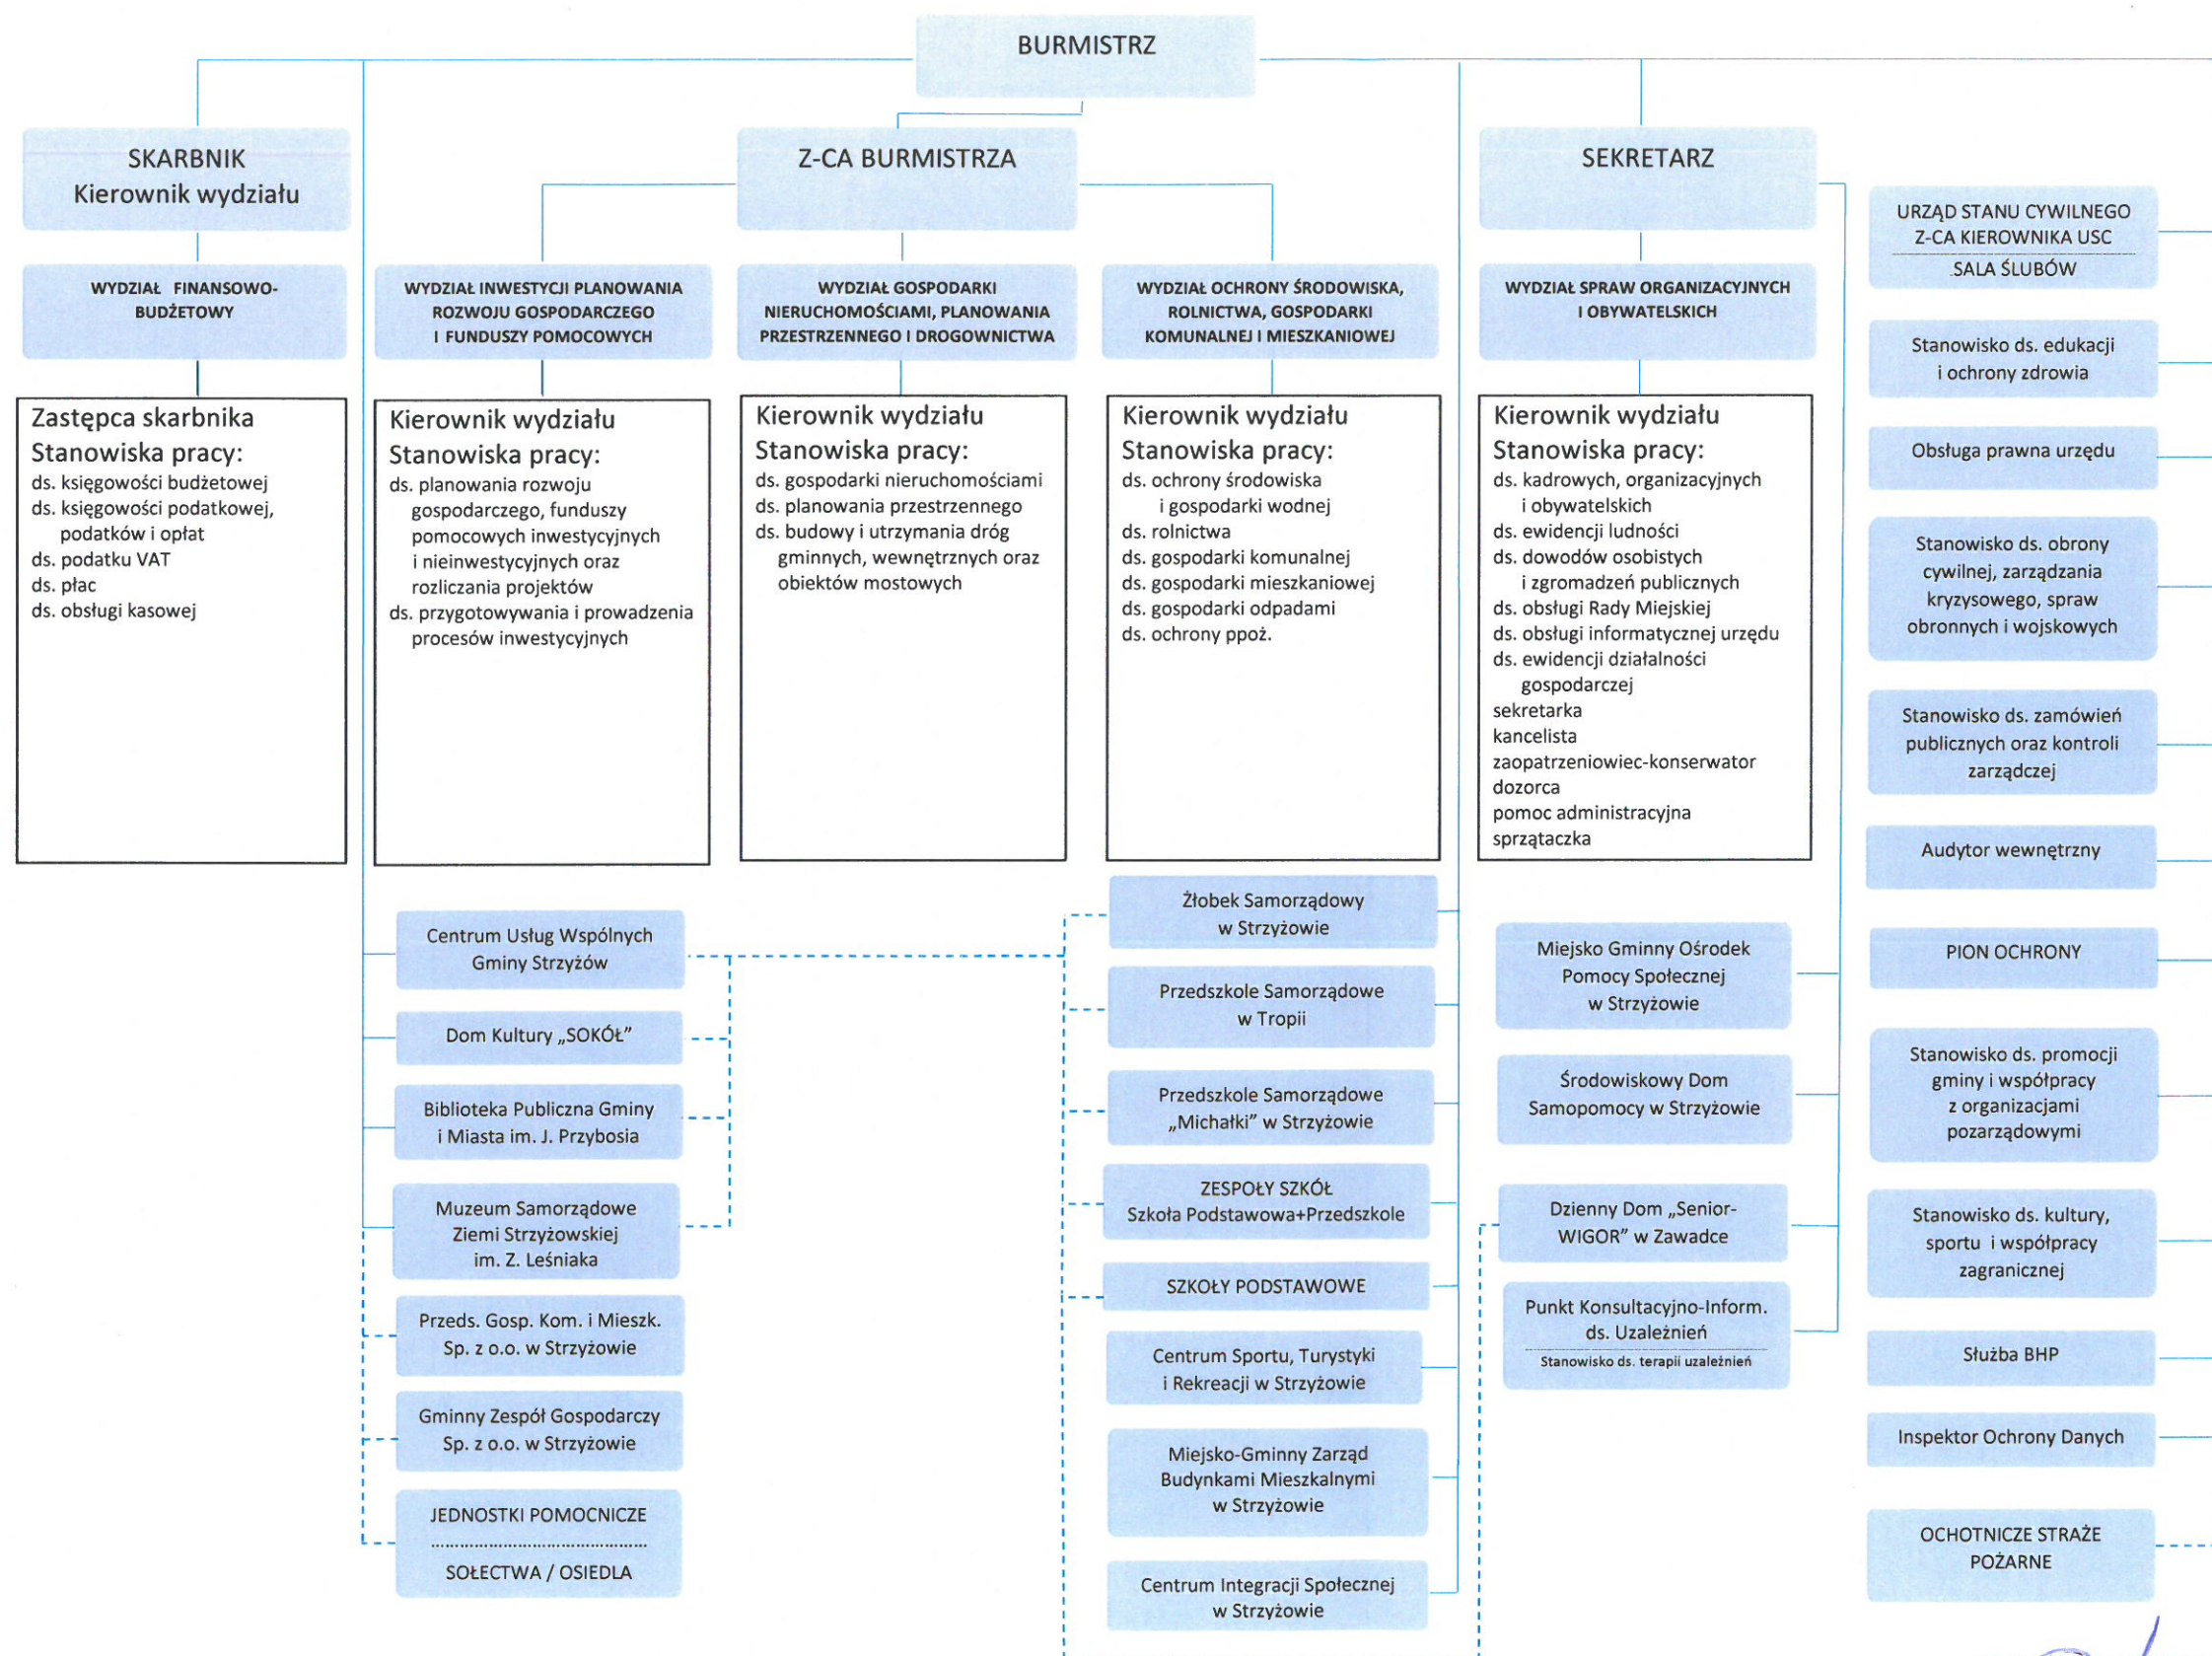 BURMISTRZ
SKARBNIK
Kierownik wydziału
Z-CA BURMISTRZA
SEKRETARZ
WYDZIAŁ FINANSOWO-
BUDŻETOWY
WYDZIAŁ INWESTYCJI PLANOWANIA
ROZWOJU GOSPODARCZEGO
I FUNDUSZY POMOCOWYCH
WYDZIAŁ GOSPODARKI
NIERUCHOMOŚCIAMI, PLANOWANIA
PRZESTRZENNEGO I DROGOWNICTWA
WYDZIAŁ OCHRONY ŚRODOWISKA,
ROLNICTWA, GOSPODARKI
KOMUNALNEJ I MIESZKANIOWEJ
WYDZIAŁ SPRAW ORGANIZACYJNYCH
I OBYWATELSKICH
Zastępca skarbnika
Stanowiska pracy:
ds. księgowości budżetowej
ds. księgowości podatkowej,
podatków i opłat
ds. podatku VAT
ds. płac
ds. obsługi kasowej
Kierownik wydziału
Stanowiska pracy:
ds. planowania rozwoju
gospodarczego, funduszy
pomocowych inwestycyjnych
i nieinwestycyjnych oraz
rozliczania projektów
ds. przygotowywania i prowadzenia
procesów inwestycyjnych
Kierownik wydziału
Stanowiska pracy:
ds. gospodarki nieruchomościami
ds. planowania przestrzennego
ds. budowy i utrzymania dróg
gminnych, wewnętrznych oraz
obiektów mostowych
Kierownik wydziału
Stanowiska pracy:
ds. ochrony środowiska
i gospodarki wodnej
ds. rolnictwa
ds. gospodarki komunalnej
ds. gospodarki mieszkaniowej
ds. gospodarki odpadami
ds. ochrony ppoż.
Kierownik wydziału
Stanowiska pracy:
ds. kadrowych, organizacyjnych
i obywatelskich
ds. ewidencji ludności
ds. dowodów osobistych
i zgromadzeń publicznych
ds. obsługi Rady Miejskiej
ds. obsługi informatycznej urzędu
ds. ewidencji działalności
gospodarczej
sekretarka
kancelista
zaopatrzeniowiec-konserwator
dozorca
pomoc administracyjna
sprzątaczka
Centrum Usług Wspólnych
Gminy Strzyżów
Dom Kultury „SOKÓŁ”
Biblioteka Publiczna Gminy
i Miasta im. J. Przybosia
Muzeum Samorządowe
Ziemi Strzyżowskiej
im. Z. Leśniaka
Przeds. Gosp. Kom. i Mieszk.
Sp. z o.o. w Strzyżowie
Gminny Zespół Gospodarczy
Sp. z o.o. w Strzyżowie
JEDNOSTKI POMOCNICZE
SOŁECTWA / OSIEDLA
Żłobek Samorządowy
w Strzyżowie
Przedszkole Samorządowe
w Tropii
Przedszkole Samorządowe
„Michałki” w Strzyżowie
ZESPOŁY SZKÓŁ
Szkoła Podstawowa+Przedszkole
SZKOŁY PODSTAWOWE
Centrum Sportu, Turystyki
i Rekreacji w Strzyżowie
Miejsko-Gminny Zarząd
Budynkami Mieszkalnymi
w Strzyżowie
Centrum Integracji Społecznej
w Strzyżowie
Miejsko Gminny Ośrodek
Pomocy Społecznej
w Strzyżowie
Środowiskowy Dom
Samopomocy w Strzyżowie
Dzienny Dom „Senior-
WIGOR” w Zawadce
Punkt Konsultacyjno-Inform.
ds. Uzależnień
Stanowisko ds. terapii uzależnień
URZĄD STANU CYWILNEGO
Z-CA KIEROWNIKA USC
SALA ŚLUBÓW
Stanowisko ds. edukacji
i ochrony zdrowia
Obsługa prawna urzędu
Stanowisko ds. obrony
cywilnej, zarządzania
kryzysowego, spraw
obronnych i wojskowych
Stanowisko ds. zamówień
publicznych oraz kontroli
zarządczej
Audytor wewnętrzny
PION OCHRONY
Stanowisko ds. promocji
gminy i współpracy
z organizacjami
pozarządowymi
Stanowisko ds. kultury,
sportu i współpracy
zagranicznej
Służba BHP
Inspektor Ochrony Danych
OCHOTNICZE STRAŻE
POŻARNE